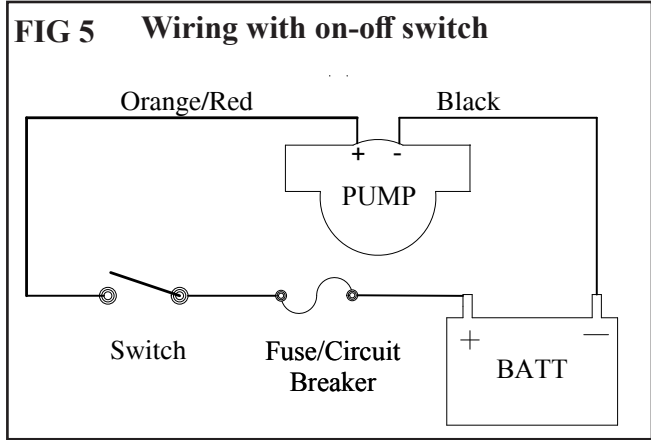 FIG 5 Wiring with on-off switch
Orange/Red Black
+ -
PUMP
Switch
Fuse/Circuit
Breaker
+ —
BATT